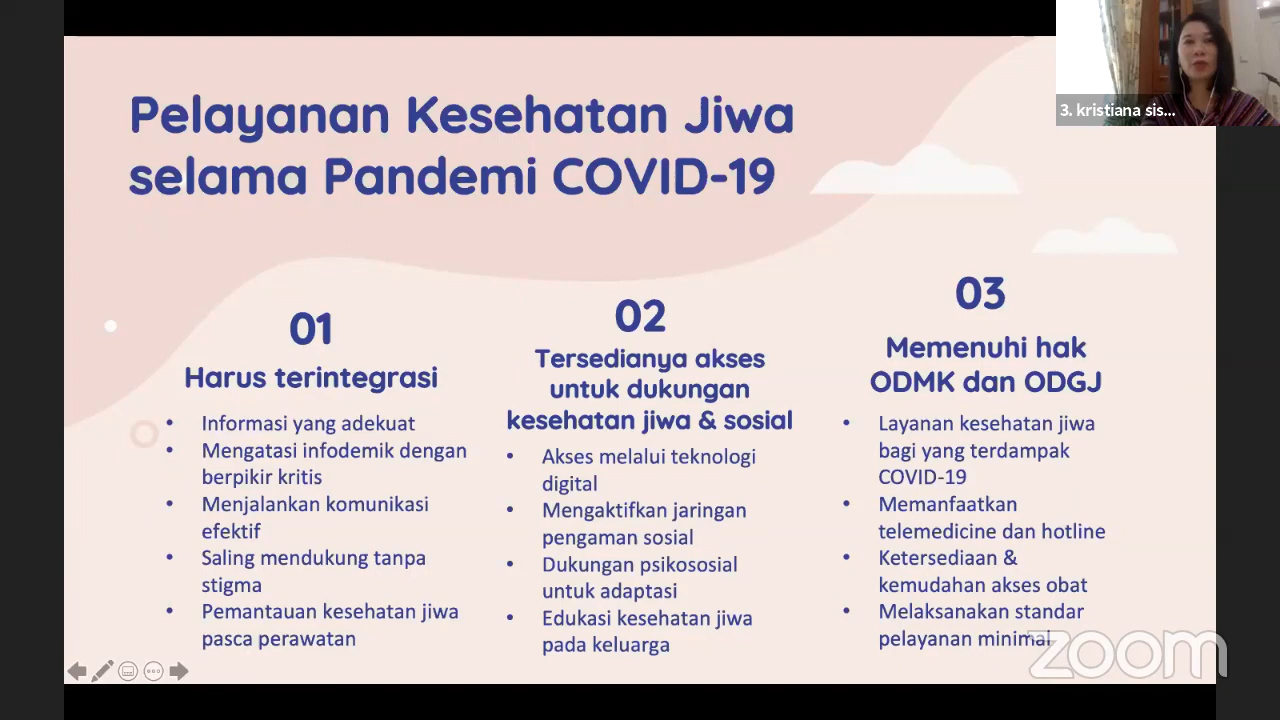 Pelayanan Kesehatan Jiwa
selama Pandemi COVID-19
3. kristiana sis...
01
Harus terintegrasi
• Informasi yang adekuat
• Mengatasi infodemik dengan
berpikir kritis
• Menjalankan komunikasi
efektif
• Saling mendukung tanpa
stigma
• Pemantauan kesehatan jiwa
pasca perawatan
02
Tersedianya akses
untuk dukungan
kesehatan jiwa & sosial
• Akses melalui teknologi
digital
• Mengaktifkan jaringan
pengaman sosial
• Dukungan psikososial
untuk adaptasi
• Edukasi kesehatan jiwa
pada keluarga
03
Memenuhi hak
ODMK dan ODGJ
• Layanan kesehatan jiwa
bagi yang terdampak
COVID-19
• Memanfaatkan
telemedicine dan hotline
• Ketersediaan &
kemudahan akses obat
• Melaksanakan standar
pelayanan minimal
zoom